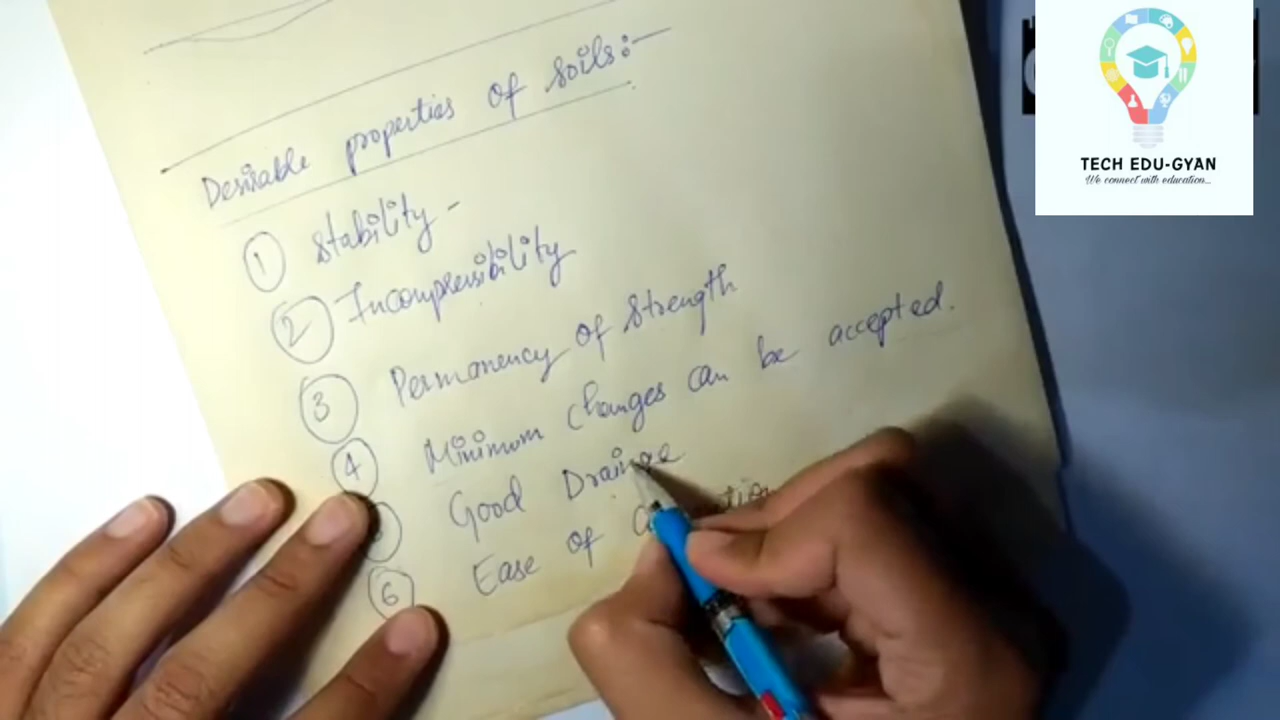 Desirable properties of Soils:-
① Stability -
② Incompressibility
③ Permanency of Strength
④ Minimum changes can be accepted.
Good Drainage
⑥ Ease of
TECH EDU-GYAN
We connect with education...